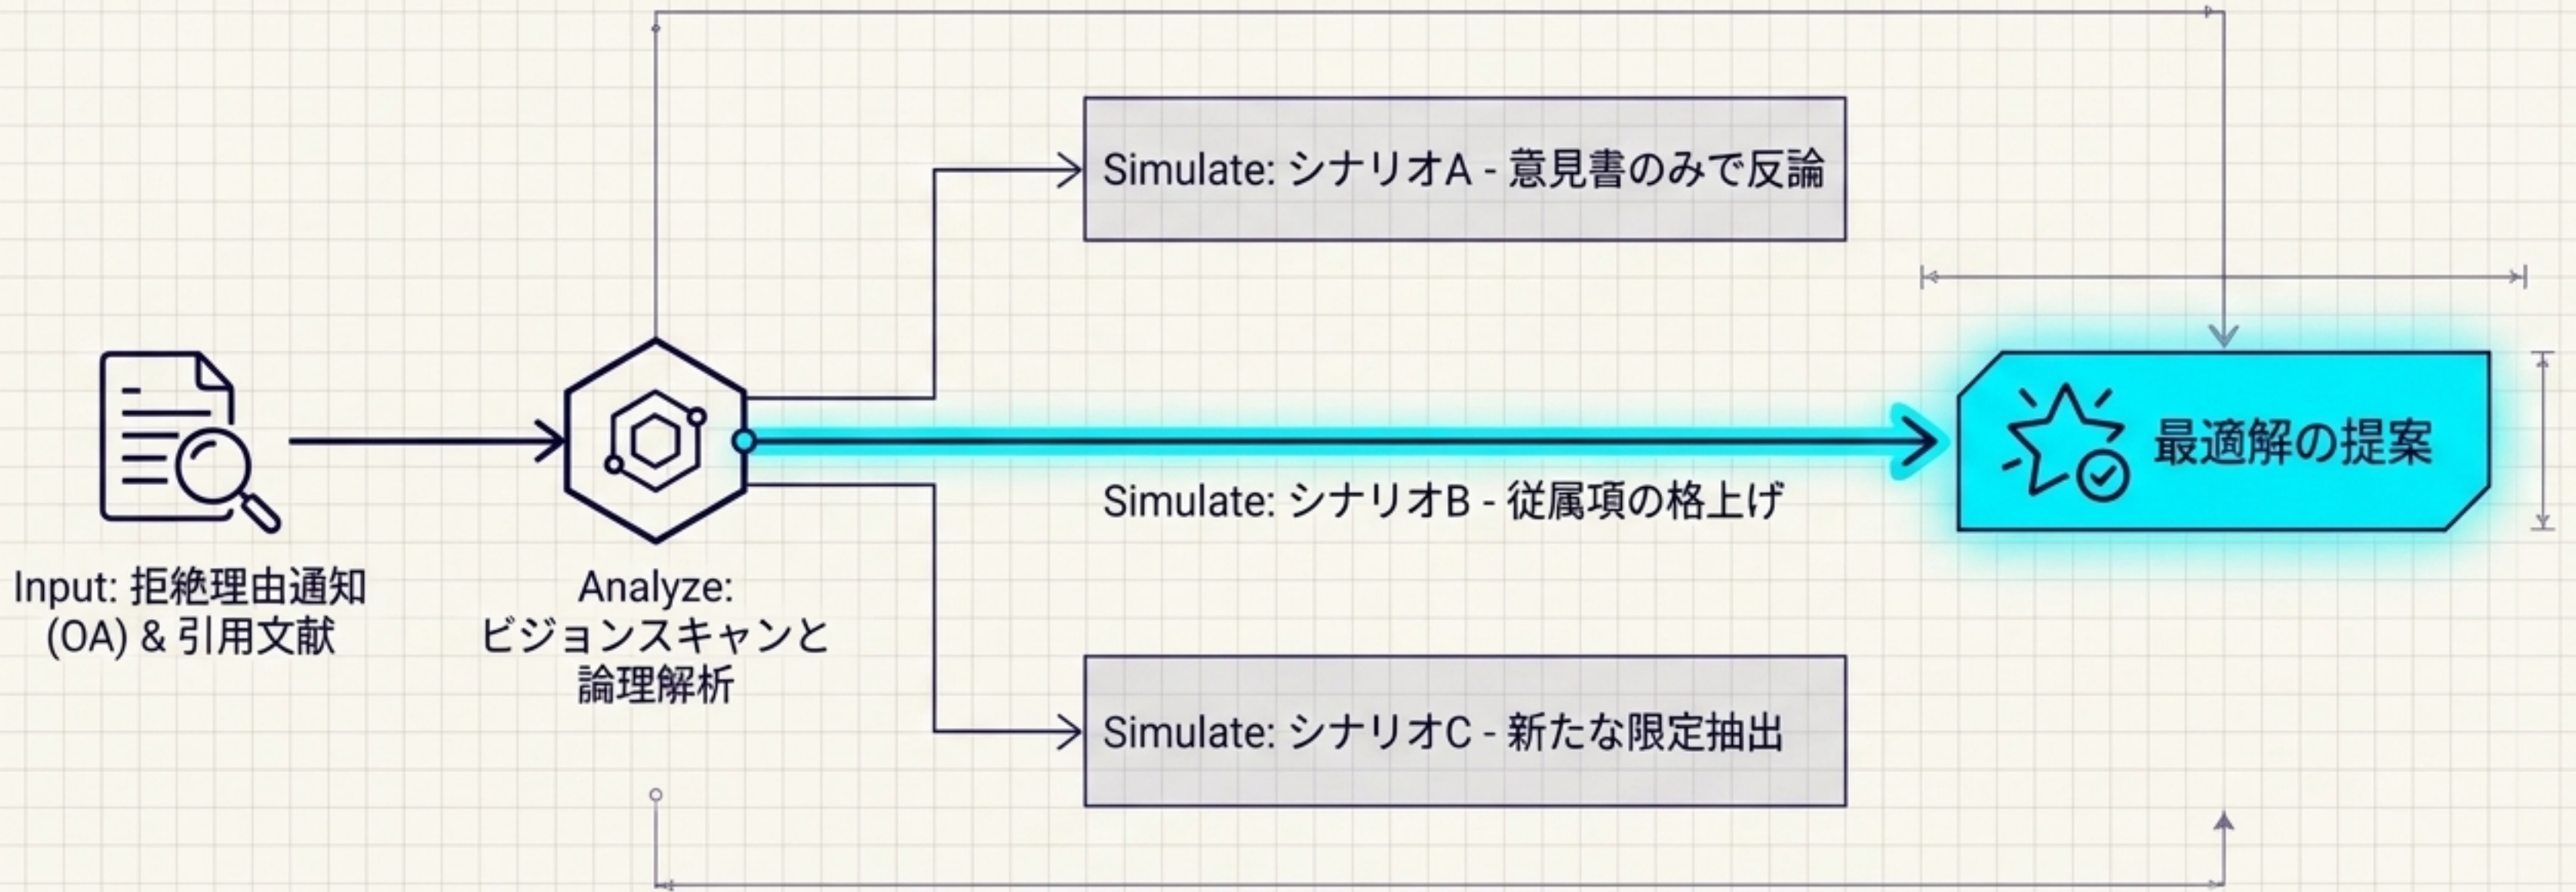 Input: 拒絶理由通知
(OA) & 引用文献
Analyze:
ビジョンスキャンと
論理解析
Simulate: シナリオA - 意見書のみで反論
Simulate: シナリオB - 従属項の格上げ
Simulate: シナリオC - 新たな限定抽出
最適解の提案